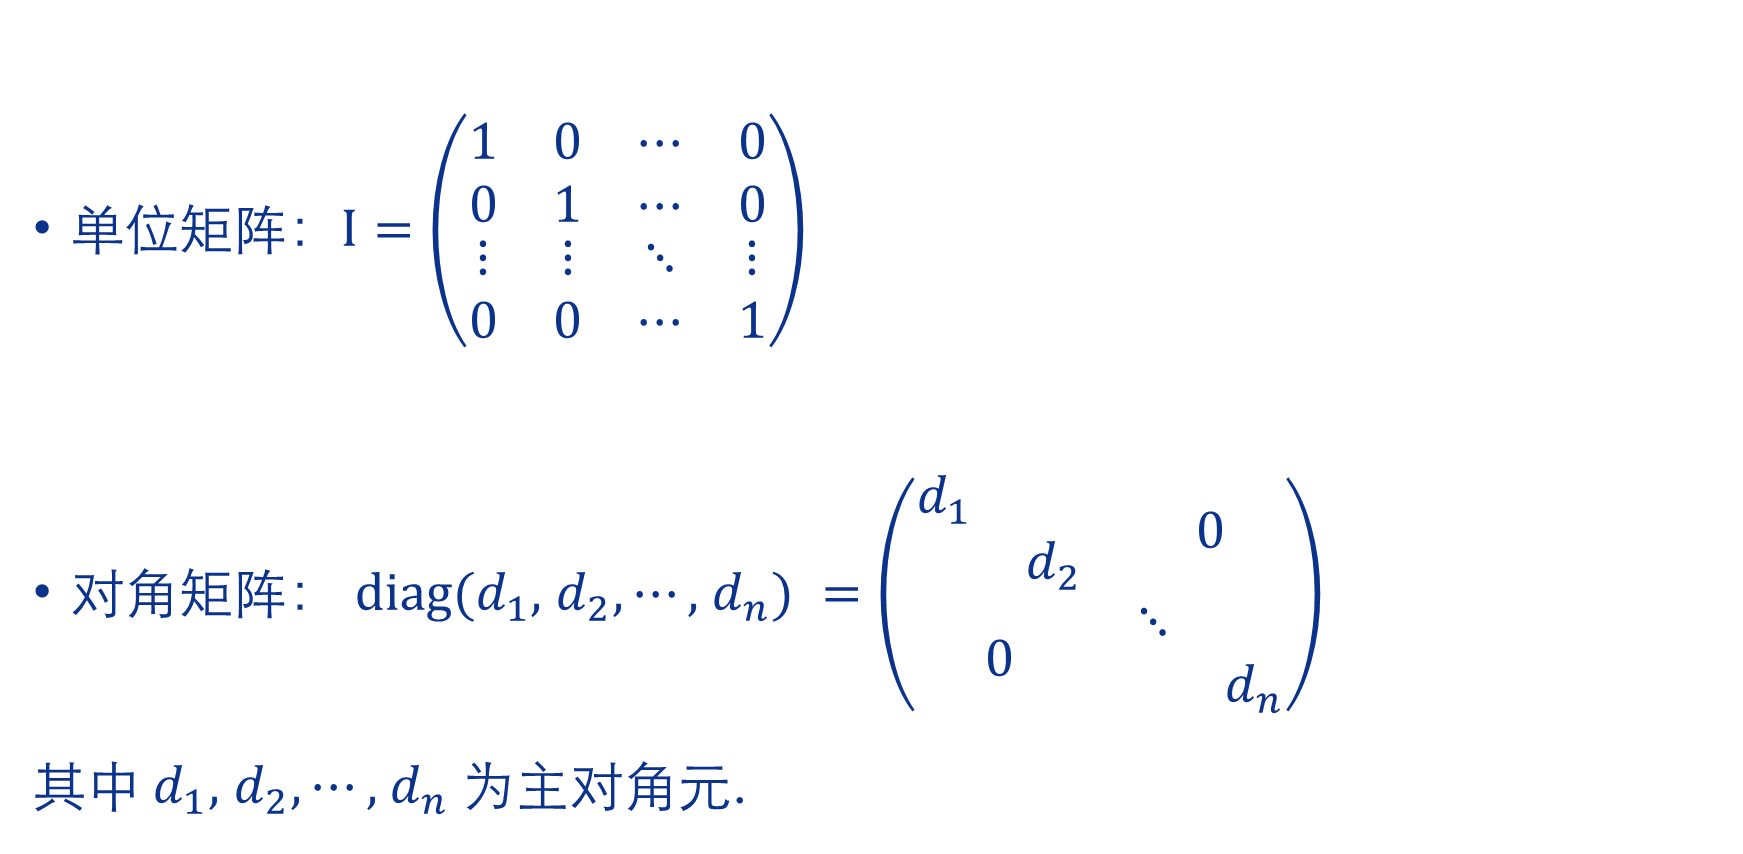 • 单位矩阵：I = (1 0 ⋯ 0
0 1 ⋯ 0
⋮ ⋮ ⋱ ⋮
0 0 ⋯ 1)
• 对角矩阵： diag(d₁, d₂, ⋯ , dₙ) = (d₁ 0
d₂
⋱
0 dₙ)
其中 d₁, d₂, ⋯ , dₙ 为主对角元.